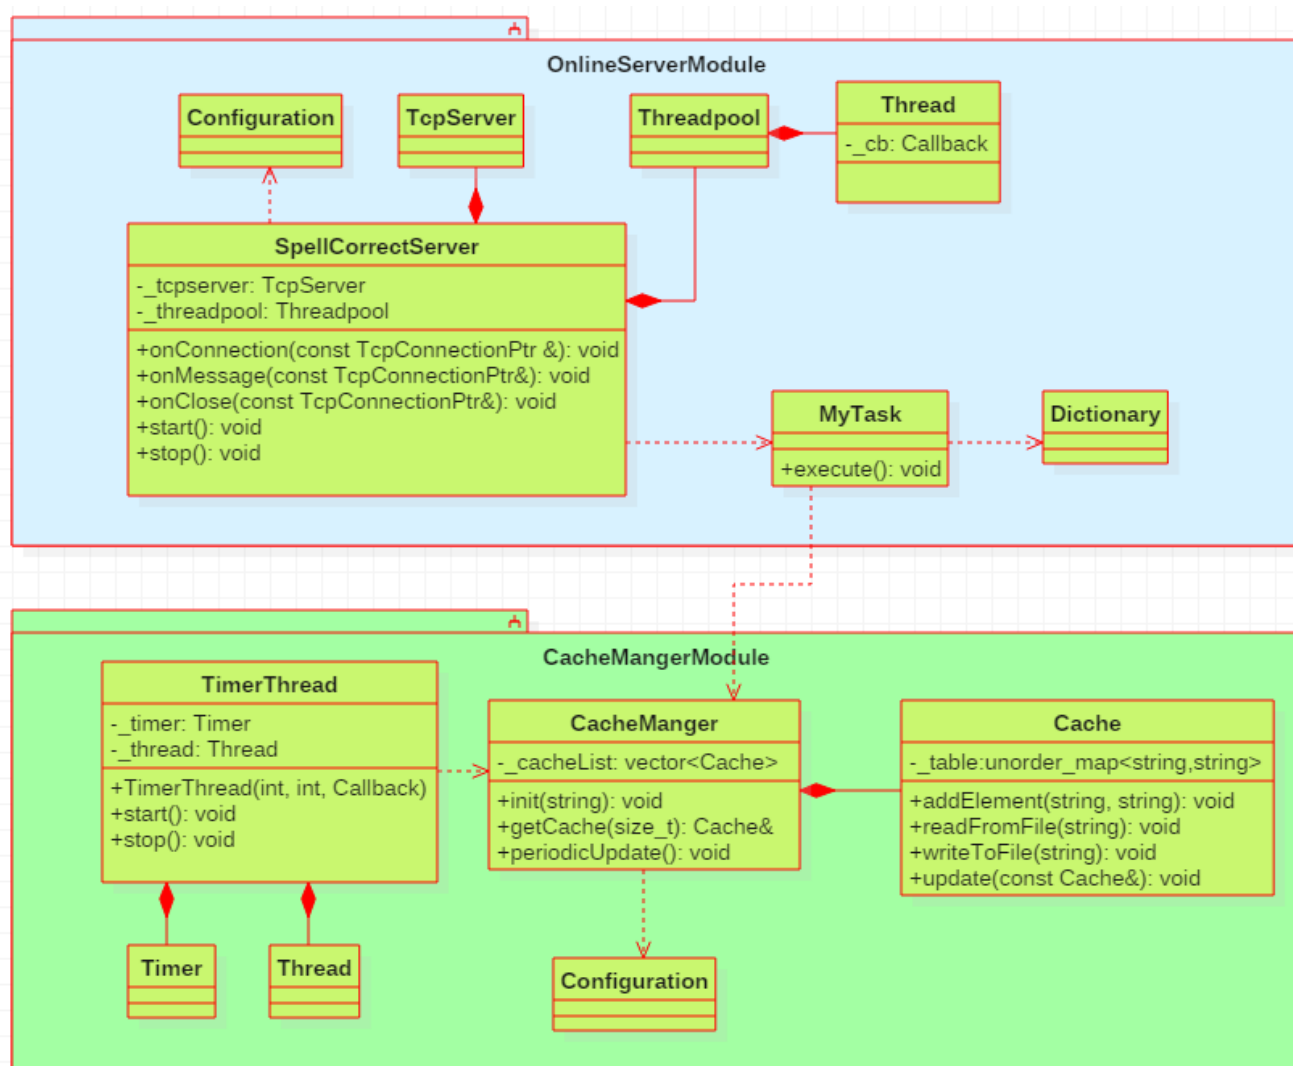 OnlineServerModule
Configuration
TcpServer
Threadpool
Thread
-_cb: Callback
SpellCorrectServer
-_tcpserver: TcpServer
-_threadpool: Threadpool
+onConnection(const TcpConnectionPtr &): void
+onMessage(const TcpConnectionPtr&): void
+onClose(const TcpConnectionPtr&): void
+start(): void
+stop(): void
MyTask
+execute(): void
Dictionary
CacheMangerModule
TimerThread
-_timer: Timer
-_thread: Thread
+TimerThread(int, int, Callback)
+start(): void
+stop(): void
CacheManger
-_cacheList: vector<Cache>
+init(string): void
+getCache(size_t): Cache&
+periodicUpdate(): void
Cache
-_table:unorder_map<string,string>
+addElement(string, string): void
+readFromFile(string): void
+writeToFile(string): void
+update(const Cache&): void
Timer
Thread
Configuration